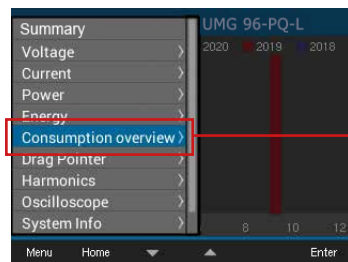 Summary
UMG 96-PQ-L
Voltage
2020 2019 2018
Current
Power
Energy
Consumption overview
Drag Pointer
Harmonics
Oscilloscope
System Info
8 10 12
Menu Home Enter